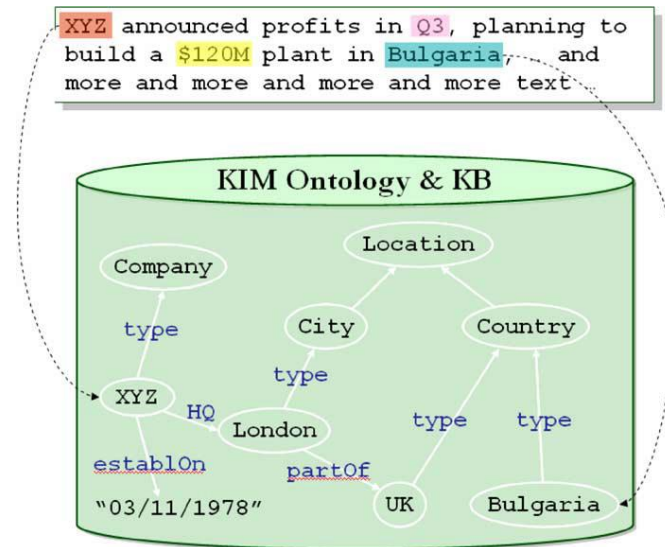 XYZ announced profits in Q3, planning to
build a $120M plant in Bulgaria, . and
more and more and more and more text .
KIM Ontology & KB
Location
Company
City
Country
type
type
XYZ
HQ
London
type
type
establOn
partOf
“03/11/1978”
UK
Bulgaria